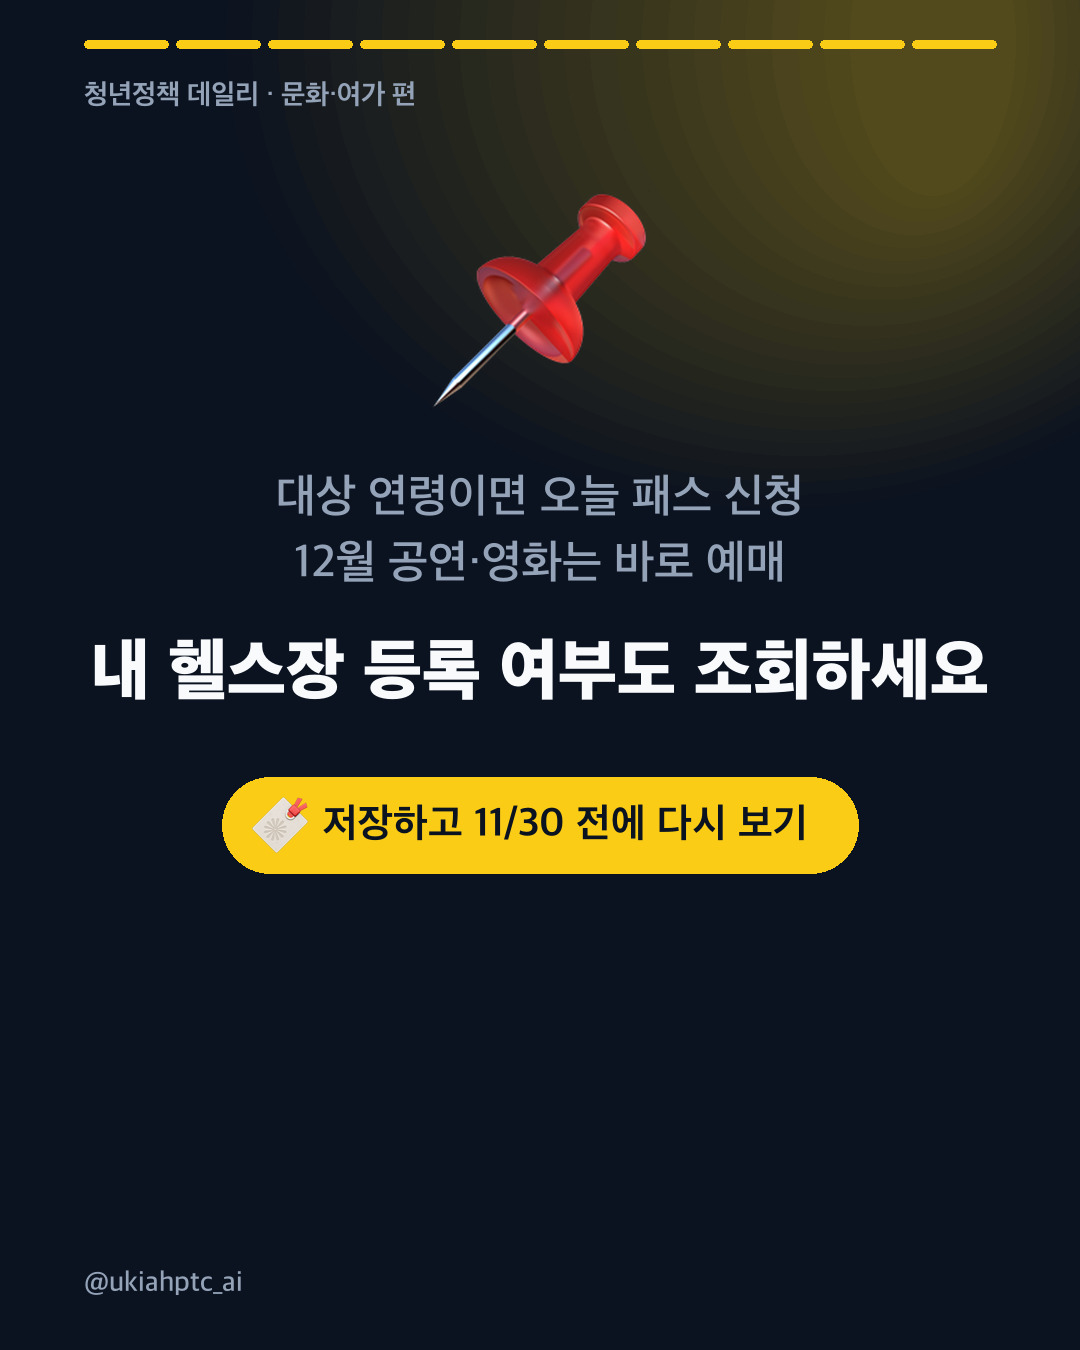 청년정책 데일리 · 문화·여가 편
대상 연령이면 오늘 패스 신청
12월 공연·영화는 바로 예매
내 헬스장 등록 여부도 조회하세요
저장하고 11/30 전에 다시 보기
@ukiahptc_ai